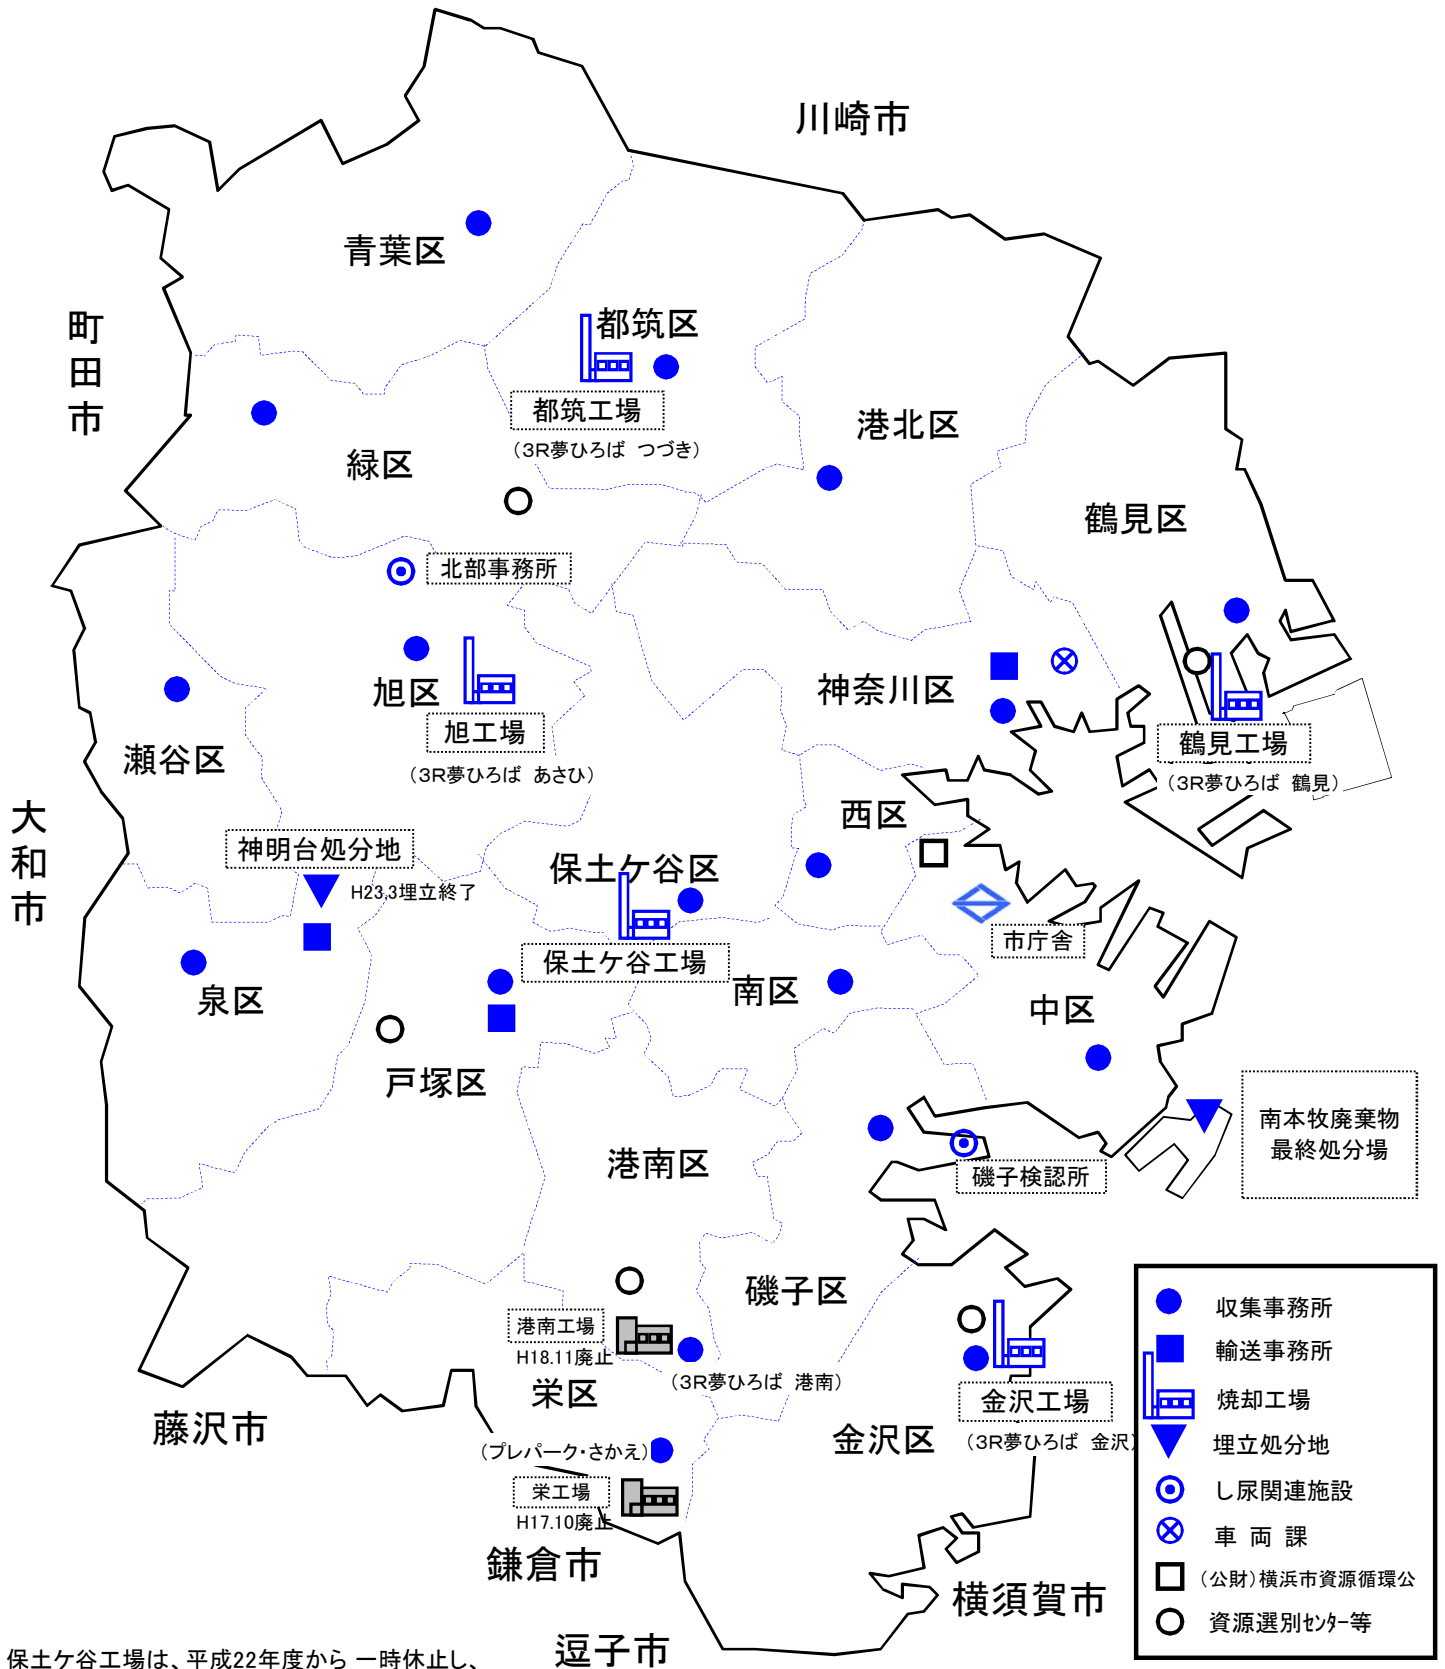 川崎市
青葉区
町田市
都筑区
都筑工場
（3R夢ひろば つづき）
港北区
緑区
鶴見区
北部事務所
旭区
旭工場
（3R夢ひろば あさひ）
神奈川区
鶴見工場
（3R夢ひろば 鶴見）
瀬谷区
大和市
西区
神明台処分地
H23.3埋立終了
保土ケ谷区
市庁舎
保土ケ谷工場
南区
泉区
中区
戸塚区
南本牧廃棄物
最終処分場
港南区
磯子検認所
磯子区
港南工場
H18.11廃止
（3R夢ひろば 港南）
栄区
金沢工場
（3R夢ひろば 金沢）
金沢区
藤沢市
（プレパーク・さかえ）
栄工場
H17.10廃止
鎌倉市
横須賀市
逗子市
収集事務所
輸送事務所
焼却工場
埋立処分地
し尿関連施設
車 両 課
（公財）横浜市資源循環公
資源選別ｾﾝﾀｰ等
保土ケ谷工場は、平成22年度から 一時休止し、